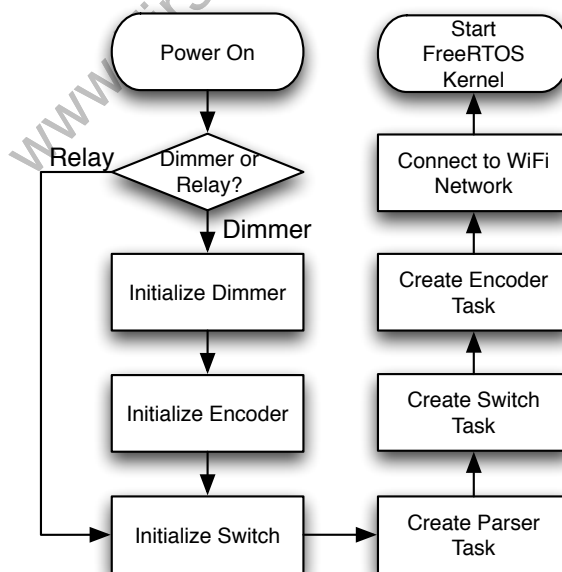 Power On
Dimmer or
Relay?
Relay
Dimmer
Initialize Dimmer
Initialize Encoder
Initialize Switch
Create Parser
Task
Create Switch
Task
Create Encoder
Task
Connect to WiFi
Network
Start
FreeRTOS
Kernel
www.